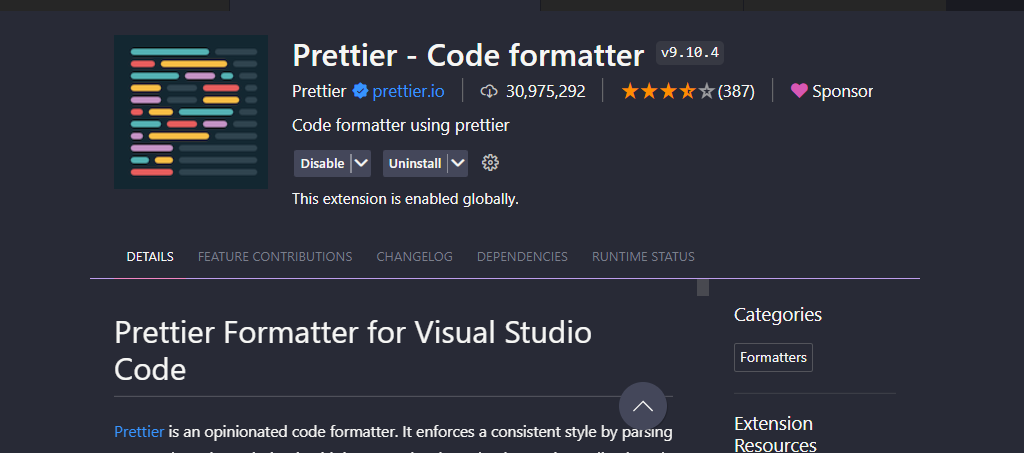 Prettier - Code formatter v9.10.4
Prettier prettier.io 30,975,292 (387) Sponsor
Code formatter using prettier
Disable Uninstall
This extension is enabled globally.
DETAILS FEATURE CONTRIBUTIONS CHANGELOG DEPENDENCIES RUNTIME STATUS
Prettier Formatter for Visual Studio
Code
Prettier is an opinionated code formatter. It enforces a consistent style by parsing
Categories
Formatters
Extension
Resources